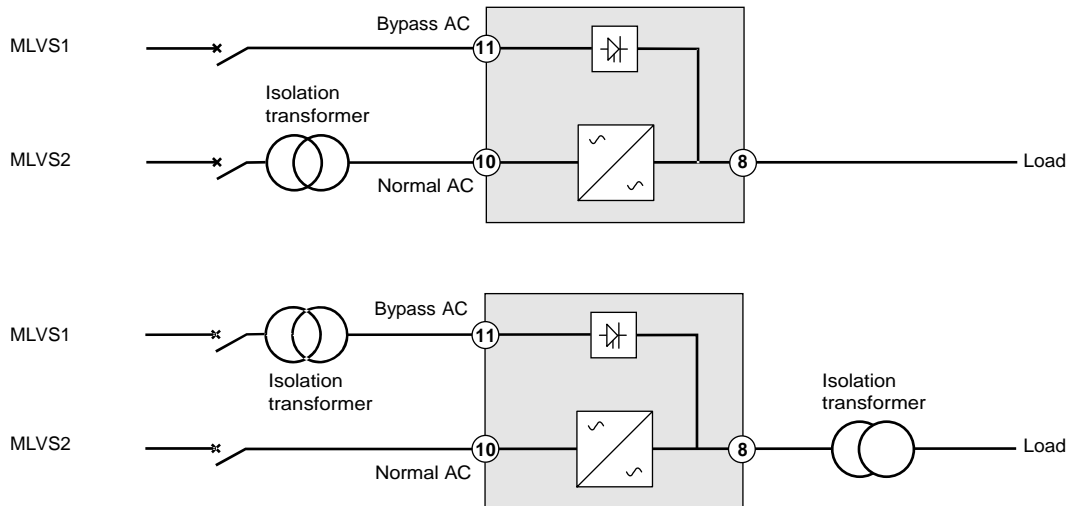 Bypass AC
MLVS1
11
Isolation
transformer
MLVS2
10
8
Load
Normal AC
Bypass AC
MLVS1
11
Isolation
transformer
Isolation
transformer
MLVS2
10
8
Load
Normal AC